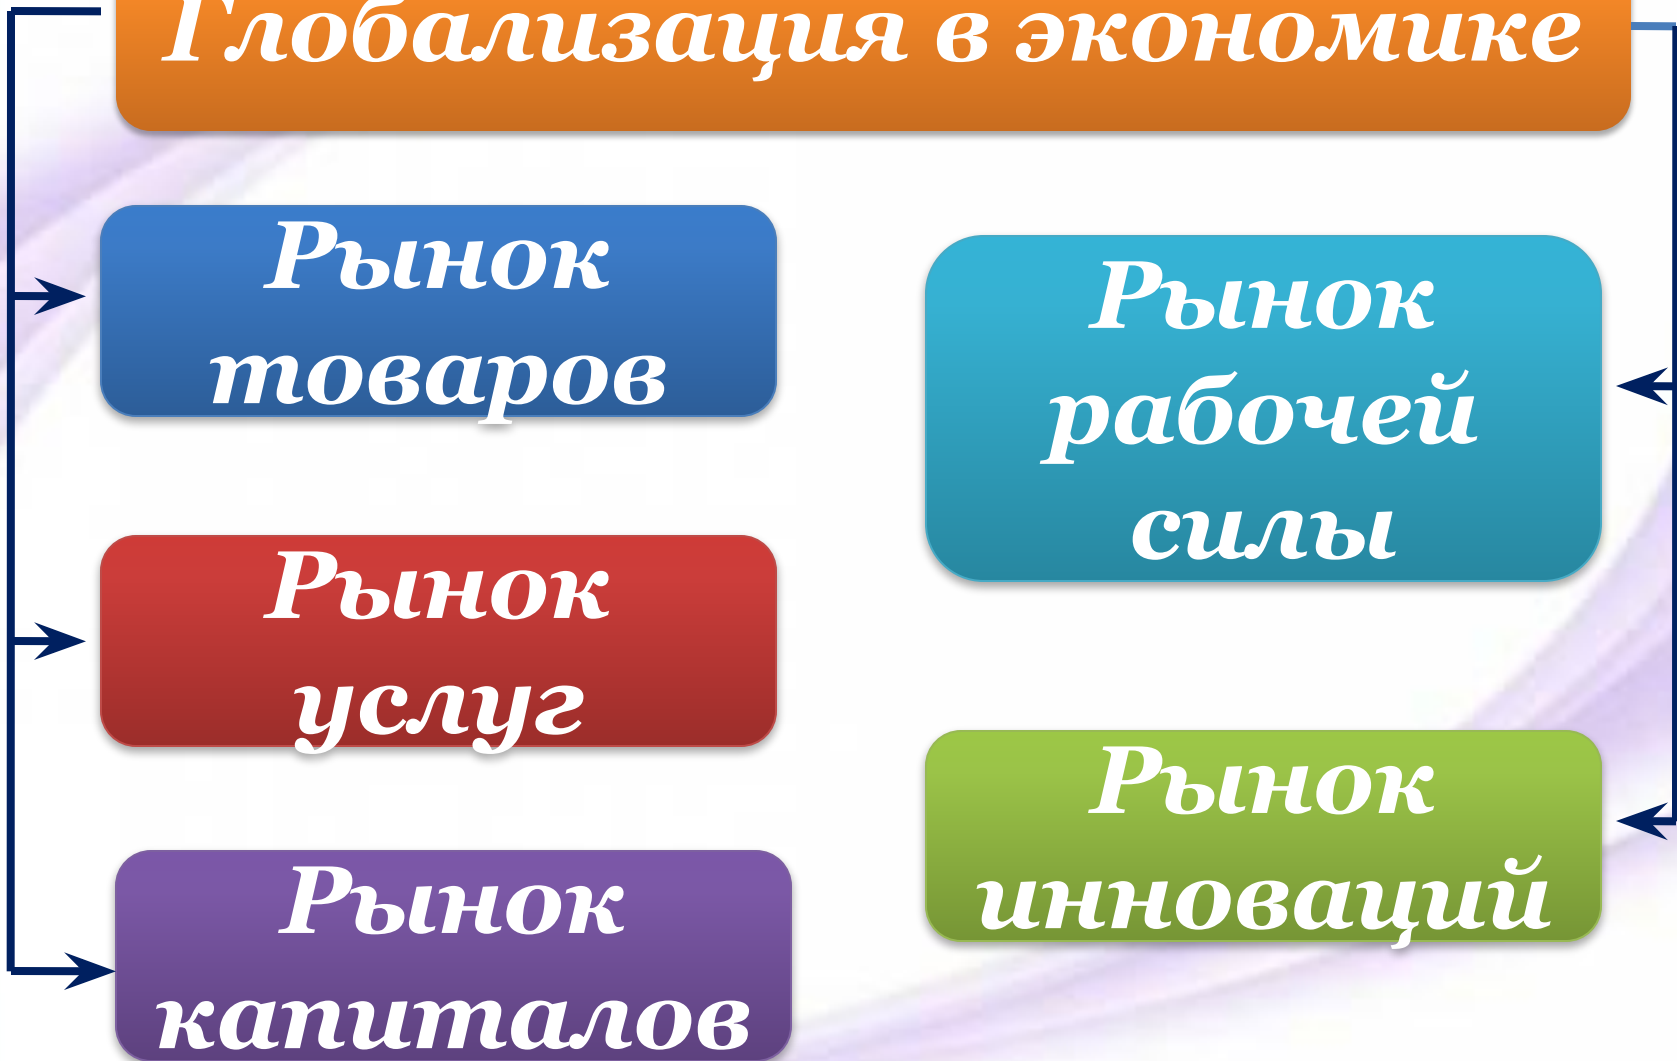 Глобализация в экономике
Рынок
товаров
Рынок
услуг
Рынок
капиталов
Рынок
рабочей
силы
Рынок
инноваций